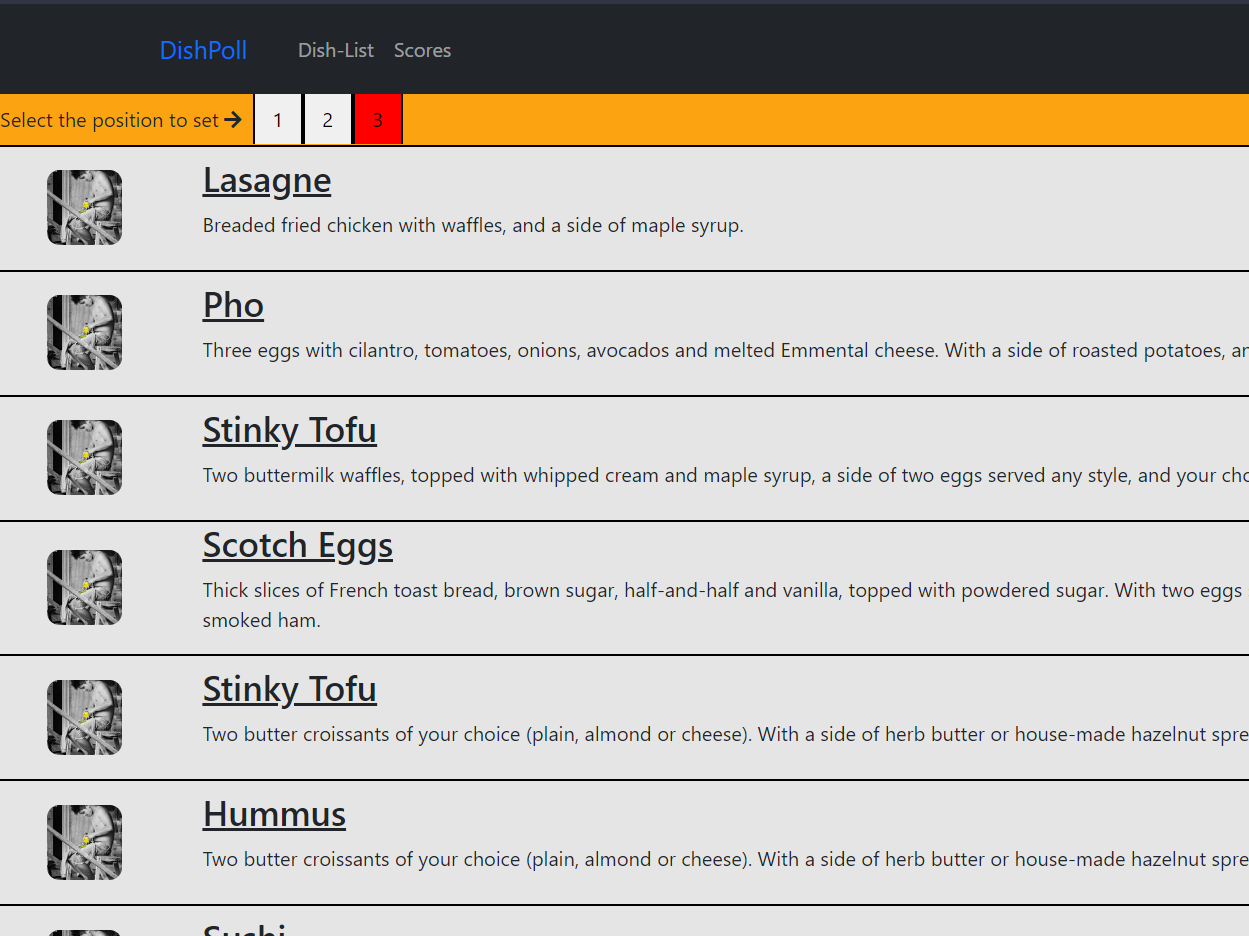 DishPoll Dish-List Scores
Select the position to set 1 2 3
Lasagne
Breaded fried chicken with waffles, and a side of maple syrup.
Pho
Three eggs with cilantro, tomatoes, onions, avocados and melted Emmental cheese. With a side of roasted potatoes,
Stinky Tofu
Two buttermilk waffles, topped with whipped cream and maple syrup, a side of two eggs served any style, and your
Scotch Eggs
Thick slices of French toast bread, brown sugar, half-and-half and vanilla, topped with powdered sugar. With two eggs
smoked ham.
Stinky Tofu
Two butter croissants of your choice (plain, almond or cheese). With a side of herb butter or house-made hazelnut
Hummus
Two butter croissants of your choice (plain, almond or cheese). With a side of herb butter or house-made hazelnut